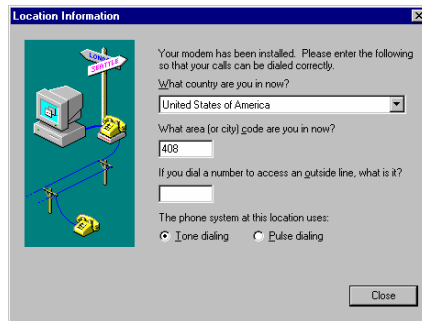 Location Information
LONDON
SEATTLE
Your modem has been installed. Please enter the following
so that your calls can be dialed correctly.
What country are you in now?
United States of America
What area (or city) code are you in now?
408
If you dial a number to access an outside line, what is it?
The phone system at this location uses:
Tone dialing
Pulse dialing
Close